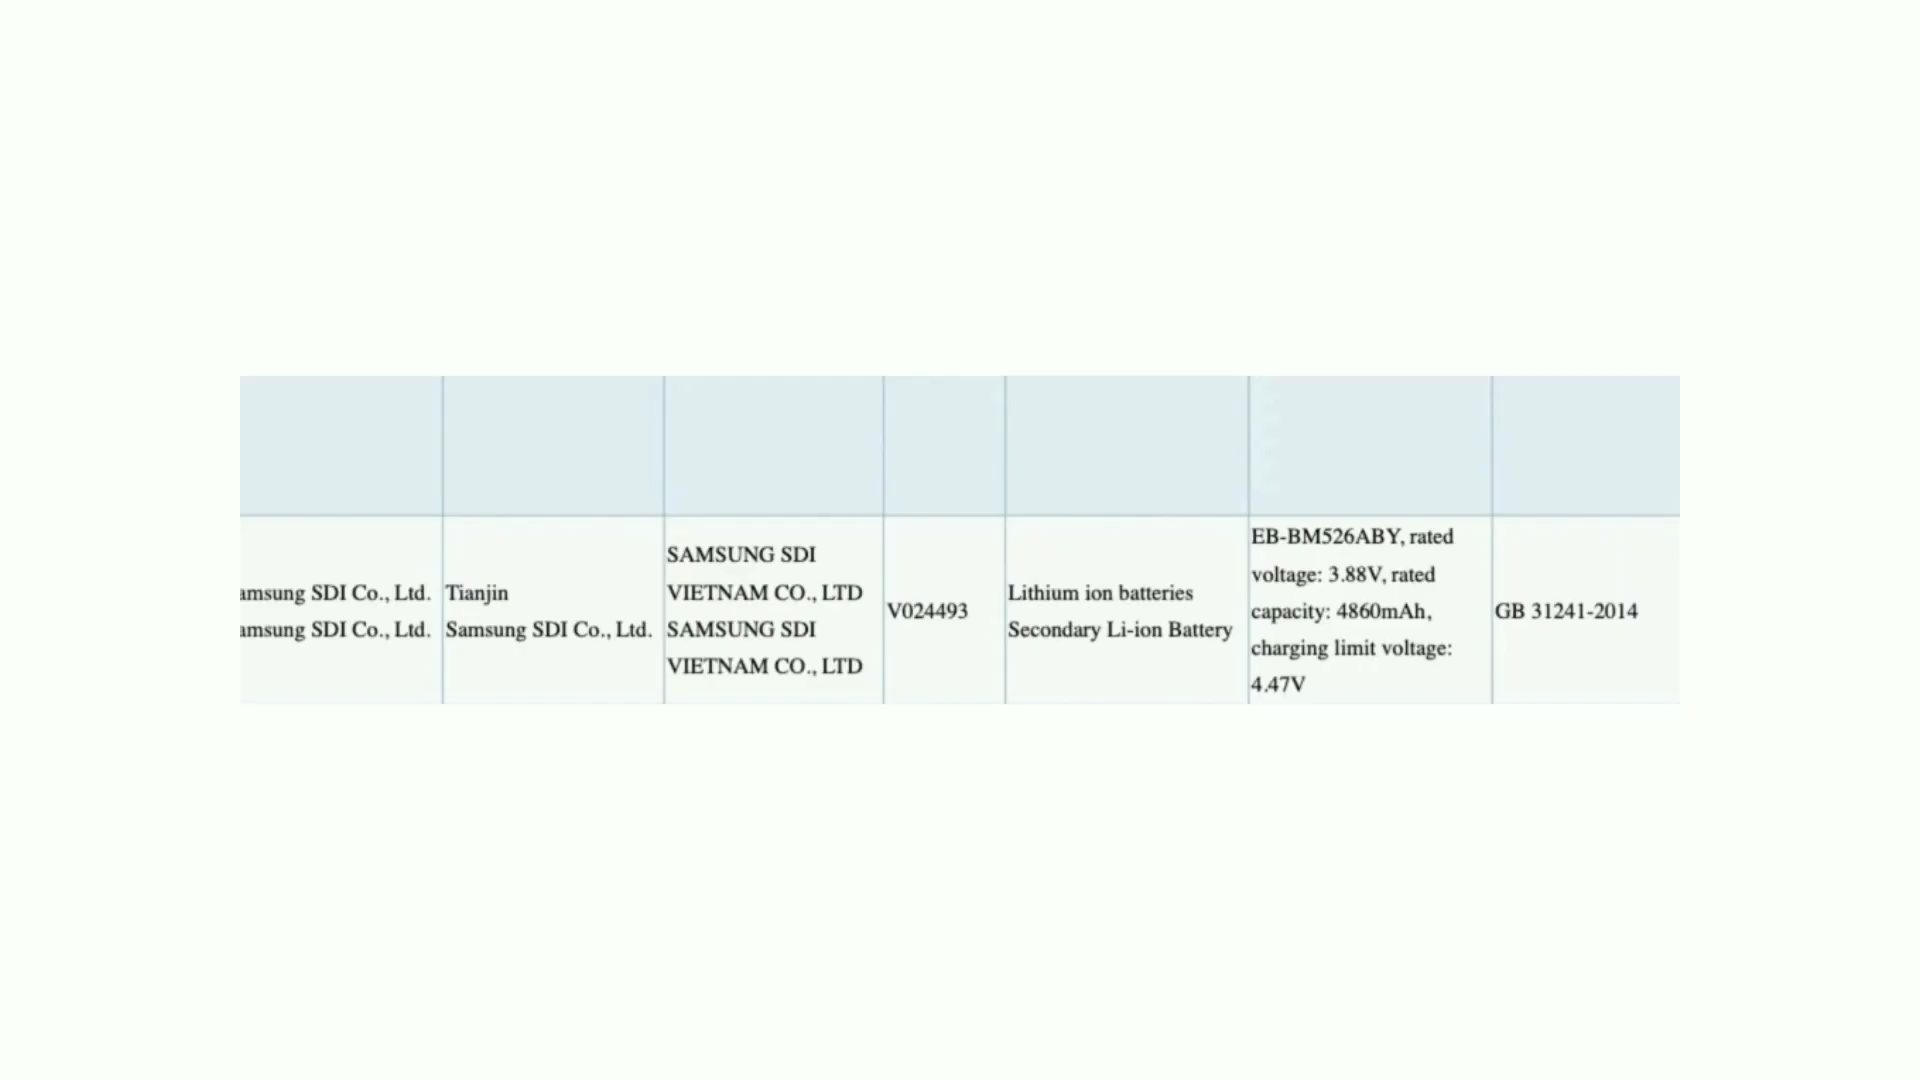 amsung SDI Co., Ltd.
amsung SDI Co., Ltd.
Tianjin
Samsung SDI Co., Ltd.
SAMSUNG SDI
VIETNAM CO., LTD
SAMSUNG SDI
VIETNAM CO., LTD
V024493
Lithium ion batteries
Secondary Li-ion Battery
EB-BM526ABY, rated
voltage: 3.88V, rated
capacity: 4860mAh,
charging limit voltage:
4.47V
GB 31241-2014